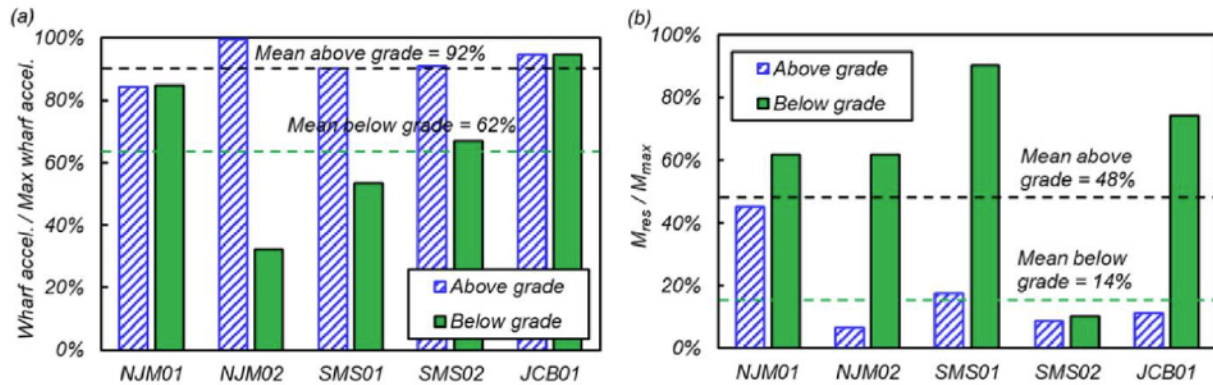 (a)
Wharf accel. / Max wharf accel.
100%
80%
60%
40%
20%
0%
Mean above grade = 92%
Mean below grade = 62%
Above grade
Below grade
NJM01 NJM02 SMS01 SMS02 JCB01
(b)
M_res / M_max
100%
80%
60%
40%
20%
0%
Above grade
Below grade
Mean above
grade = 48%
Mean below
grade = 14%
NJM01 NJM02 SMS01 SMS02 JCB01